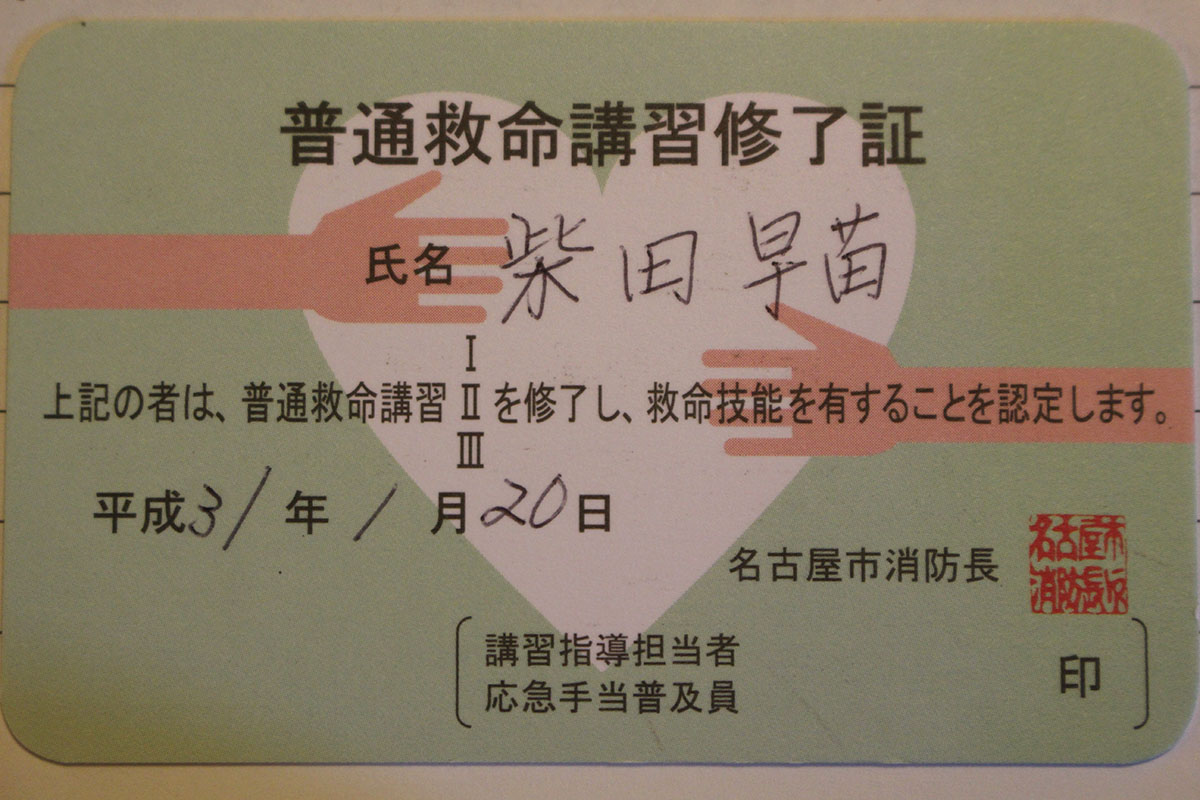 普通救命講習修了証
氏名 柴田 早苗
Ⅰ
上記の者は、普通救命講習 Ⅱ を修了し、救命技能を有することを認定します。
Ⅲ
平成31年1月20日
名古屋市消防長
名古屋市
消防長印
講習指導担当者
応急手当普及員
印